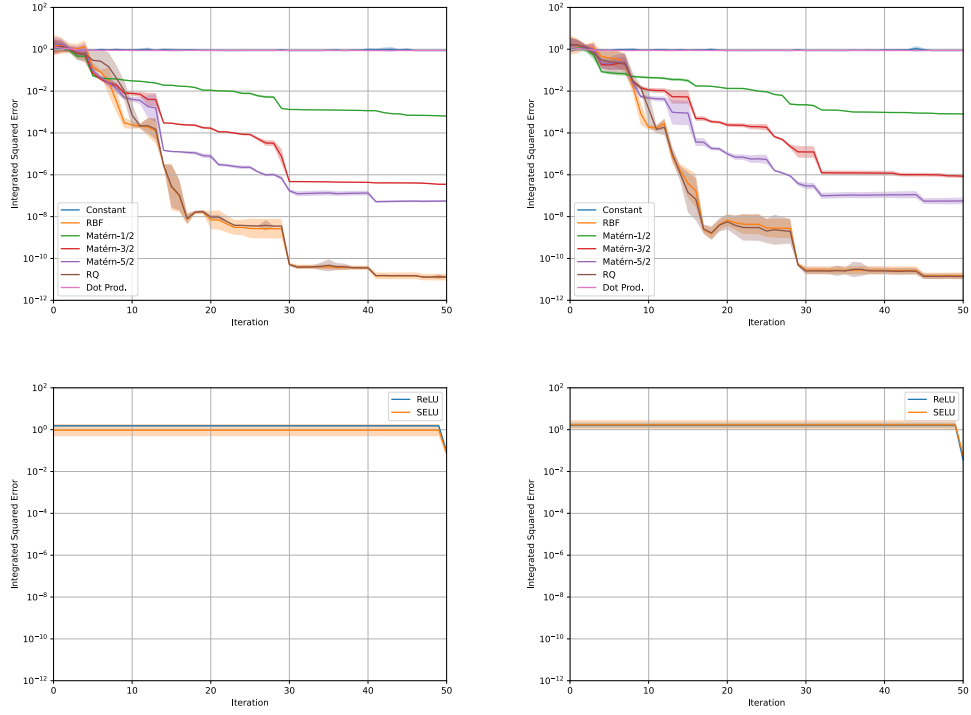 10^2
10^0
10^-2
10^-4
10^-6
10^-8
10^-10
10^-12
Integrated Squared Error
Constant
RBF
Matérn-1/2
Matérn-3/2
Matérn-5/2
RQ
Dot Prod.
0 10 20 30 40 50
Iteration
10^2
10^0
10^-2
10^-4
10^-6
10^-8
10^-10
10^-12
Integrated Squared Error
Constant
RBF
Matérn-1/2
Matérn-3/2
Matérn-5/2
RQ
Dot Prod.
0 10 20 30 40 50
Iteration
10^2
10^0
10^-2
10^-4
10^-6
10^-8
10^-10
10^-12
Integrated Squared Error
ReLU
SELU
0 10 20 30 40 50
Iteration
10^2
10^0
10^-2
10^-4
10^-6
10^-8
10^-10
10^-12
Integrated Squared Error
ReLU
SELU
0 10 20 30 40 50
Iteration